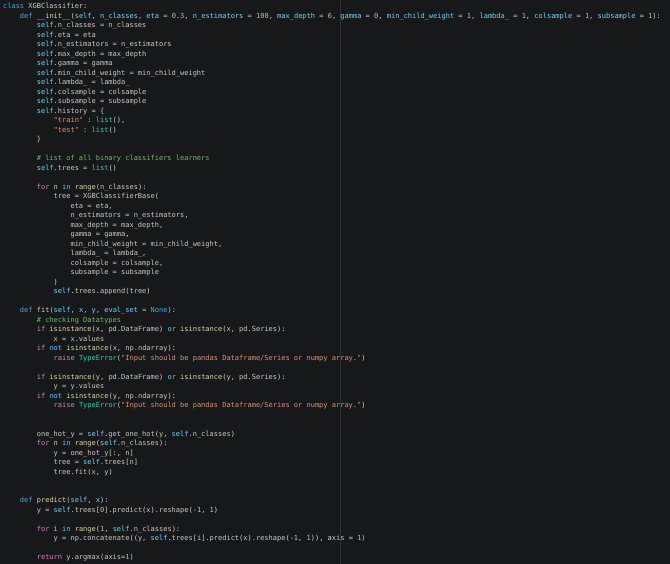 class XGBClassifier:
    def __init__(self, n_classes, eta = 0.3, n_estimators = 100, max_depth = 6, gamma = 0, min_child_weight = 1, lambda_ = 1, colsample = 1, subsample = 1):
        self.n_classes = n_classes
        self.eta = eta
        self.n_estimators = n_estimators
        self.max_depth = max_depth
        self.gamma = gamma
        self.min_child_weight = min_child_weight
        self.lambda_ = lambda_
        self.colsample = colsample
        self.subsample = subsample
        self.history = {
            "train" : list(),
            "test" : list()
        }

        # list of all binary classifiers learners
        self.trees = list()

        for n in range(n_classes):
            tree = XGBClassifierBase(
                eta = eta,
                n_estimators = n_estimators,
                max_depth = max_depth,
                gamma = gamma,
                min_child_weight = min_child_weight,
                lambda_ = lambda_,
                colsample = colsample,
                subsample = subsample
            )
            self.trees.append(tree)

    def fit(self, x, y, eval_set = None):
        # checking Datatypes
        if isinstance(x, pd.DataFrame) or isinstance(x, pd.Series):
            x = x.values
        if not isinstance(x, np.ndarray):
            raise TypeError("Input should be pandas Dataframe/Series or numpy array.")

        if isinstance(y, pd.DataFrame) or isinstance(y, pd.Series):
            y = y.values
        if not isinstance(y, np.ndarray):
            raise TypeError("Input should be pandas Dataframe/Series or numpy array.")


        one_hot_y = self.get_one_hot(y, self.n_classes)
        for n in range(self.n_classes):
            y = one_hot_y[:, n]
            tree = self.trees[n]
            tree.fit(x, y)


    def predict(self, x):
        y = self.trees[0].predict(x).reshape(-1, 1)

        for i in range(1, self.n_classes):
            y = np.concatenate((y, self.trees[i].predict(x).reshape(-1, 1)), axis = 1)

        return y.argmax(axis=1)